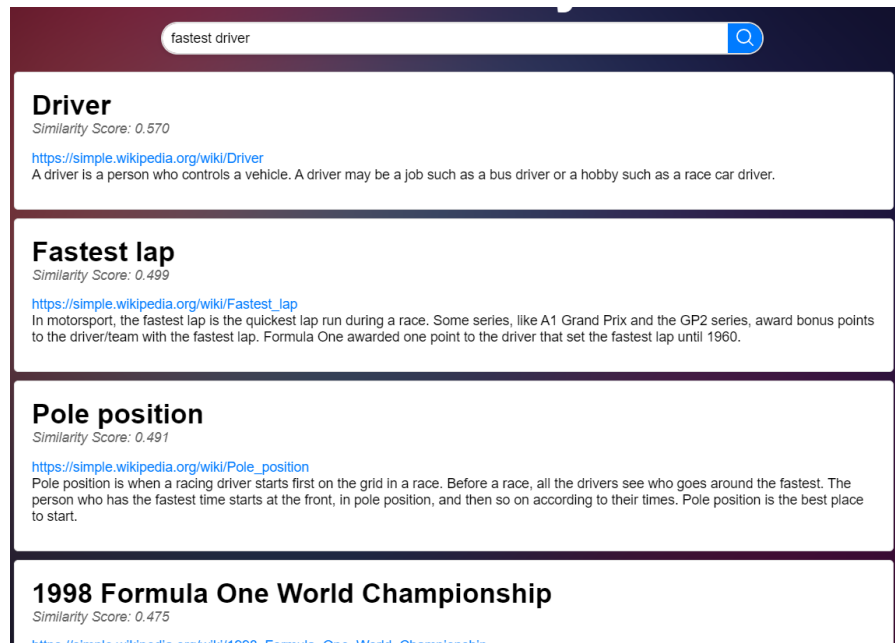 fastest driver
Driver
Similarity Score: 0.570
https://simple.wikipedia.org/wiki/Driver
A driver is a person who controls a vehicle. A driver may be a job such as a bus driver or a hobby such as a race car driver.
Fastest lap
Similarity Score: 0.499
https://simple.wikipedia.org/wiki/Fastest_lap
In motorsport, the fastest lap is the quickest lap run during a race. Some series, like A1 Grand Prix and the GP2 series, award bonus points
to the driver/team with the fastest lap. Formula One awarded one point to the driver that set the fastest lap until 1960.
Pole position
Similarity Score: 0.491
https://simple.wikipedia.org/wiki/Pole_position
Pole position is when a racing driver starts first on the grid in a race. Before a race, all the drivers see who goes around the fastest. The
person who has the fastest time starts at the front, in pole position, and then so on according to their times. Pole position is the best place
to start.
1998 Formula One World Championship
Similarity Score: 0.475
https://simple.wikipedia.org/wiki/1998_Formula_One_World_Championship